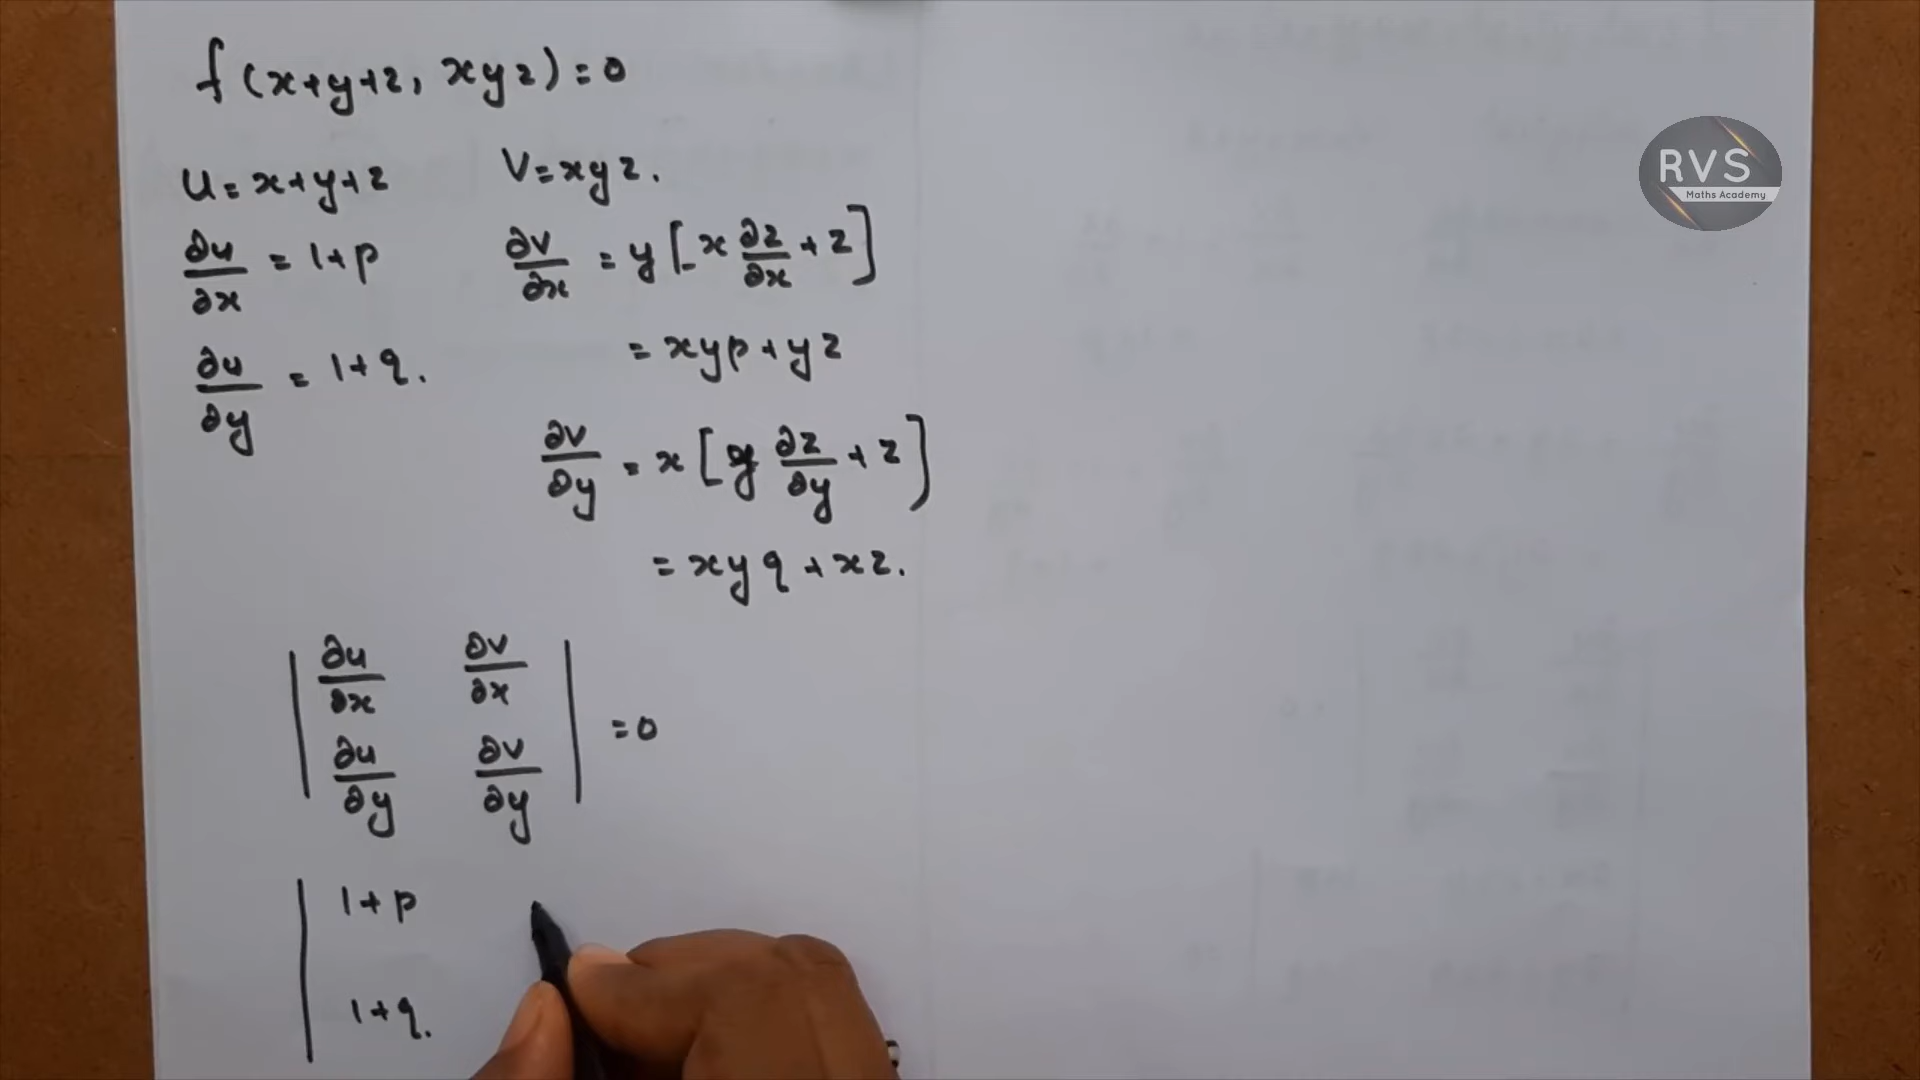 f(x+y+z, xyz)=0
u=x+y+z
v=xyz.
∂u/∂x = 1+p
∂v/∂x = y[x ∂z/∂x + z]
= xyp+yz
∂u/∂y = 1+q.
∂v/∂y = x[y ∂z/∂y + z]
= xyq+xz.
| ∂u/∂x ∂v/∂x |
| ∂u/∂y ∂v/∂y | =0
| 1+p
| 1+q.
RVS
Maths Academy